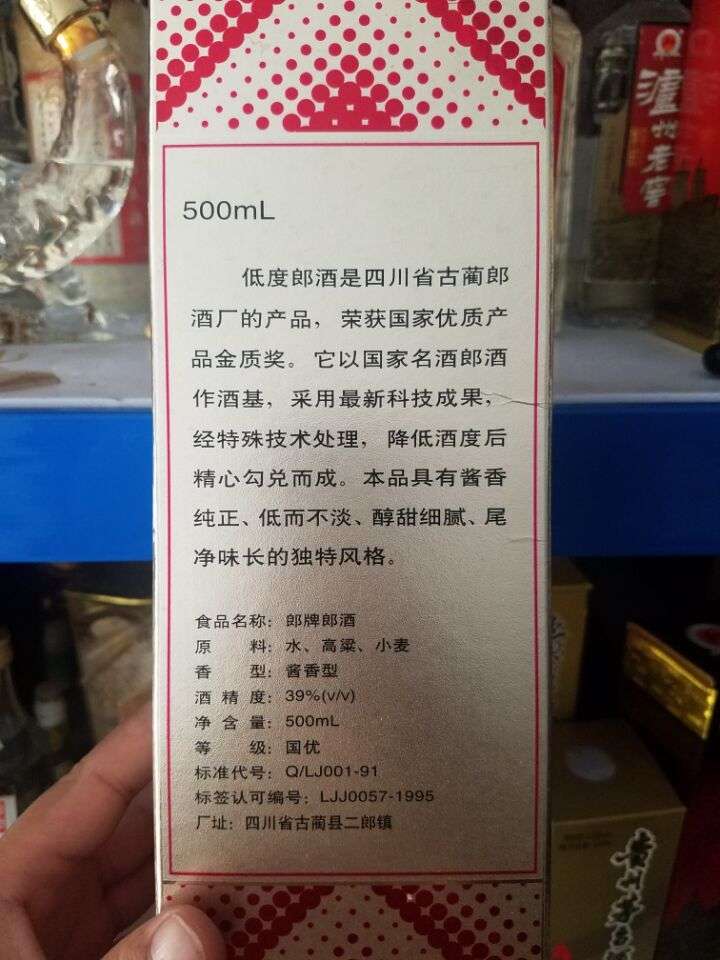 500mL
低度郎酒是四川省古蔺郎
酒厂的产品，荣获国家优质产
品金质奖。它以国家名酒郎酒
作酒基，采用最新科技成果，
经特殊技术处理，降低酒度后
精心勾兑而成。本品具有酱香
纯正、低而不淡、醇甜细腻、尾
净味长的独特风格。
食品名称：郎牌郎酒
原 料：水、高粱、小麦
香 型：酱香型
酒 精 度：39%(v/v)
净 含 量：500mL
等 级：国优
标准代号：Q/LJ001-91
标签认可编号：LJJ0057-1995
厂址：四川省古蔺县二郎镇
泸州老窖
贵州茅台